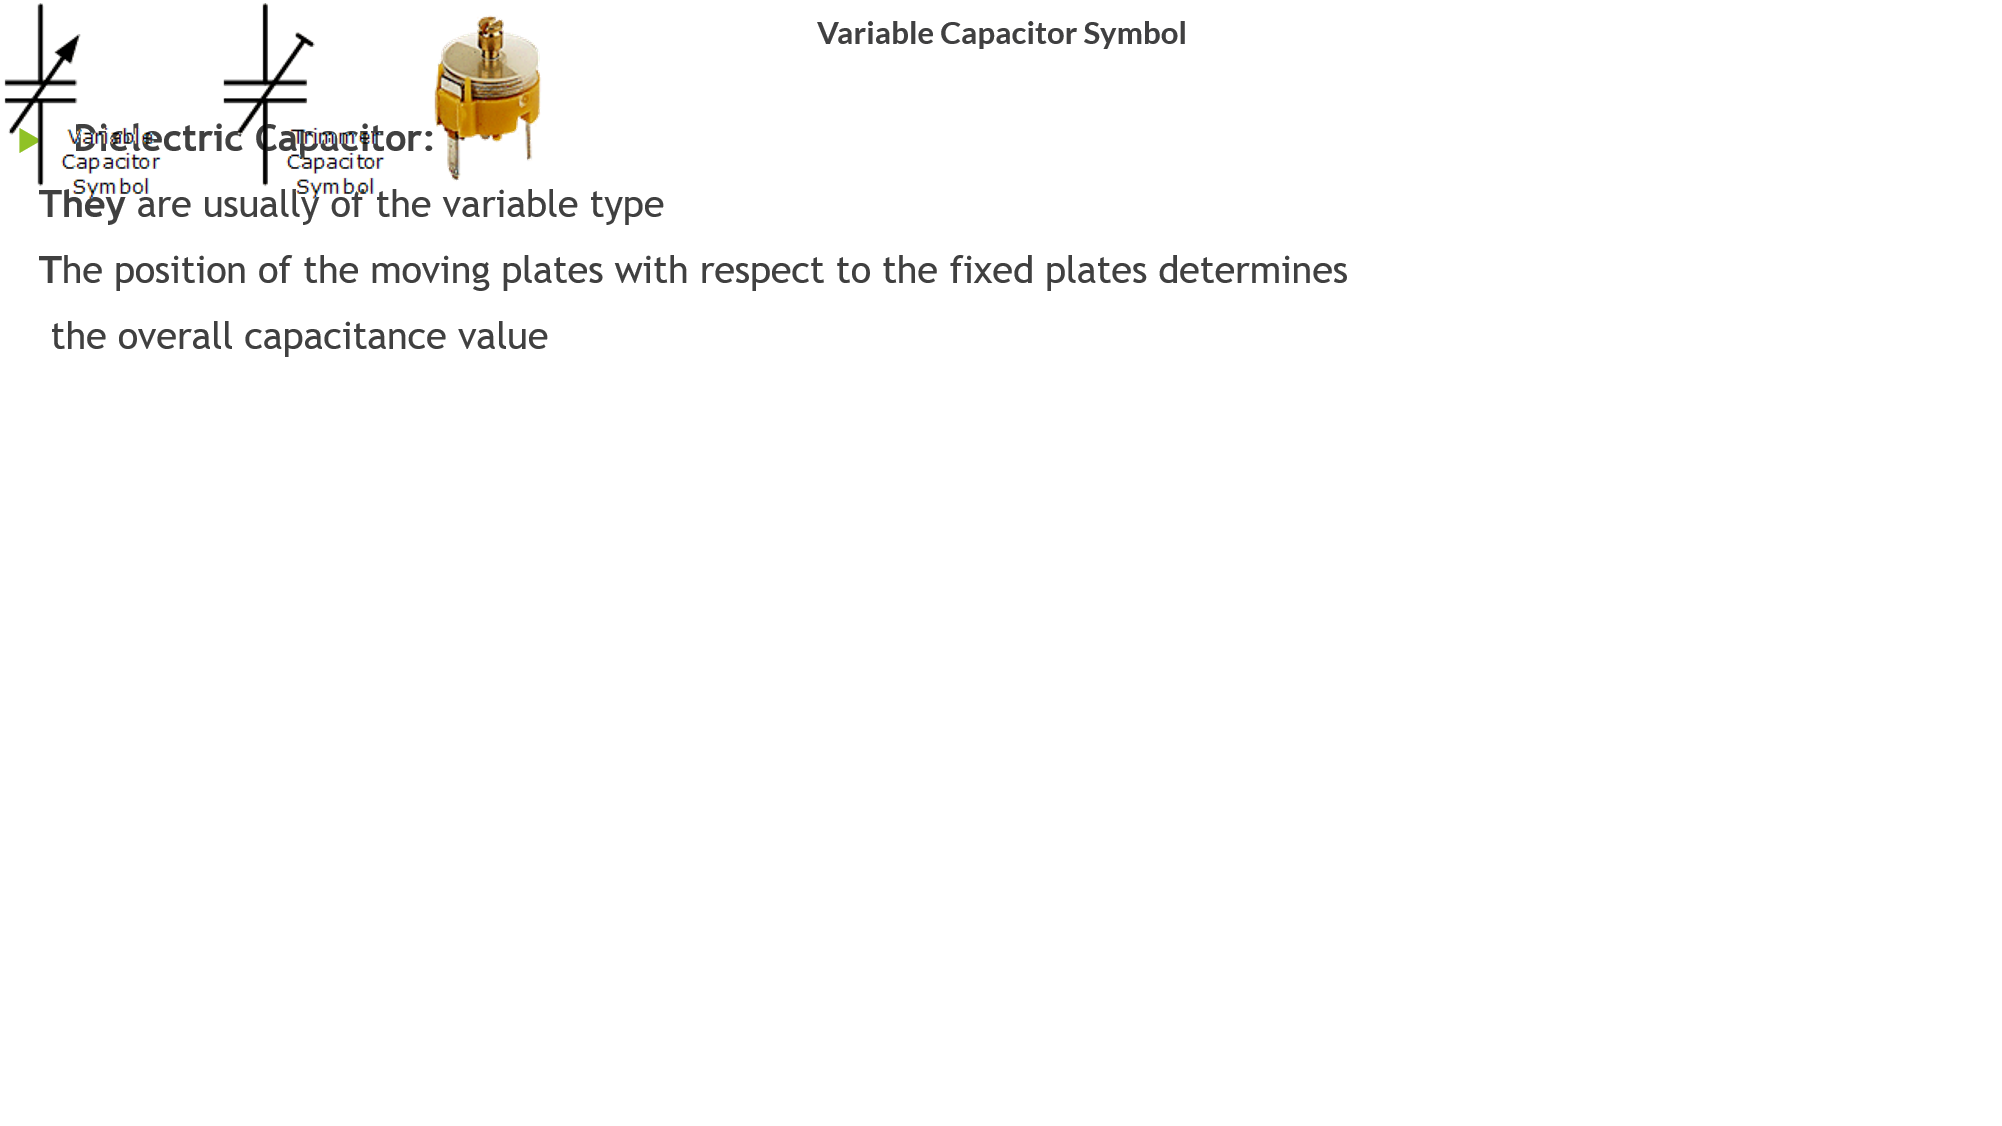 Variable Capacitor Symbol
Variable
Capacitor
Symbol
Trimmer
Capacitor
Symbol
Dielectric Capacitor:
They are usually of the variable type
The position of the moving plates with respect to the fixed plates determines
the overall capacitance value